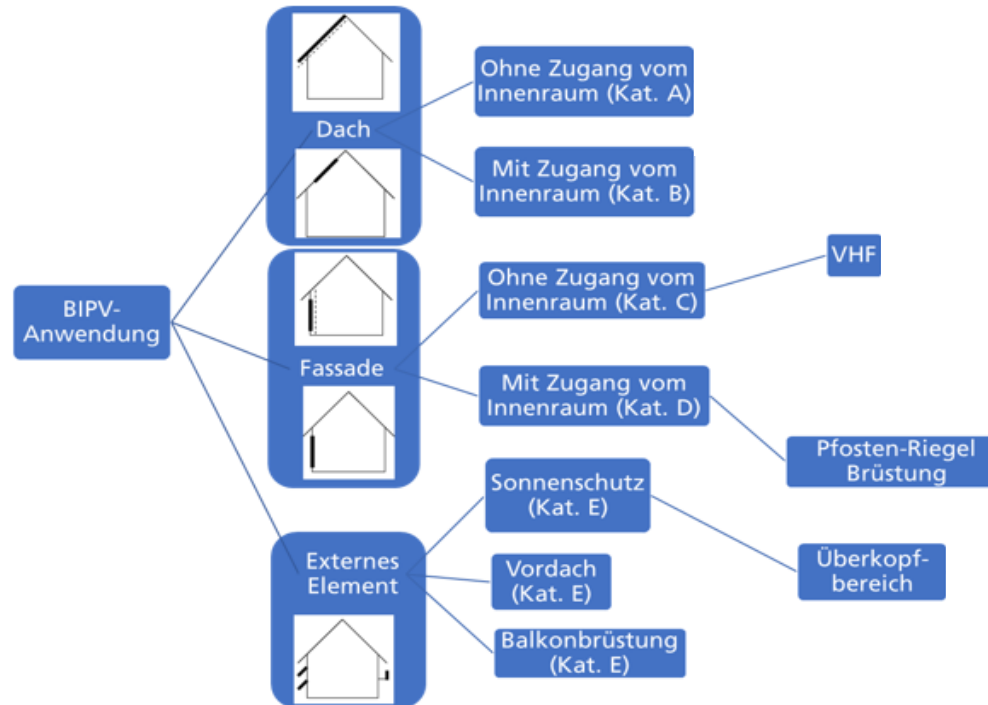 BIPV-
Anwendung
Dach
Ohne Zugang vom
Innenraum (Kat. A)
Mit Zugang vom
Innenraum (Kat. B)
Fassade
Ohne Zugang vom
Innenraum (Kat. C)
VHF
Mit Zugang vom
Innenraum (Kat. D)
Pfosten-Riegel
Brüstung
Externes
Element
Sonnenschutz
(Kat. E)
Überkopf-
bereich
Vordach
(Kat. E)
Balkonbrüstung
(Kat. E)